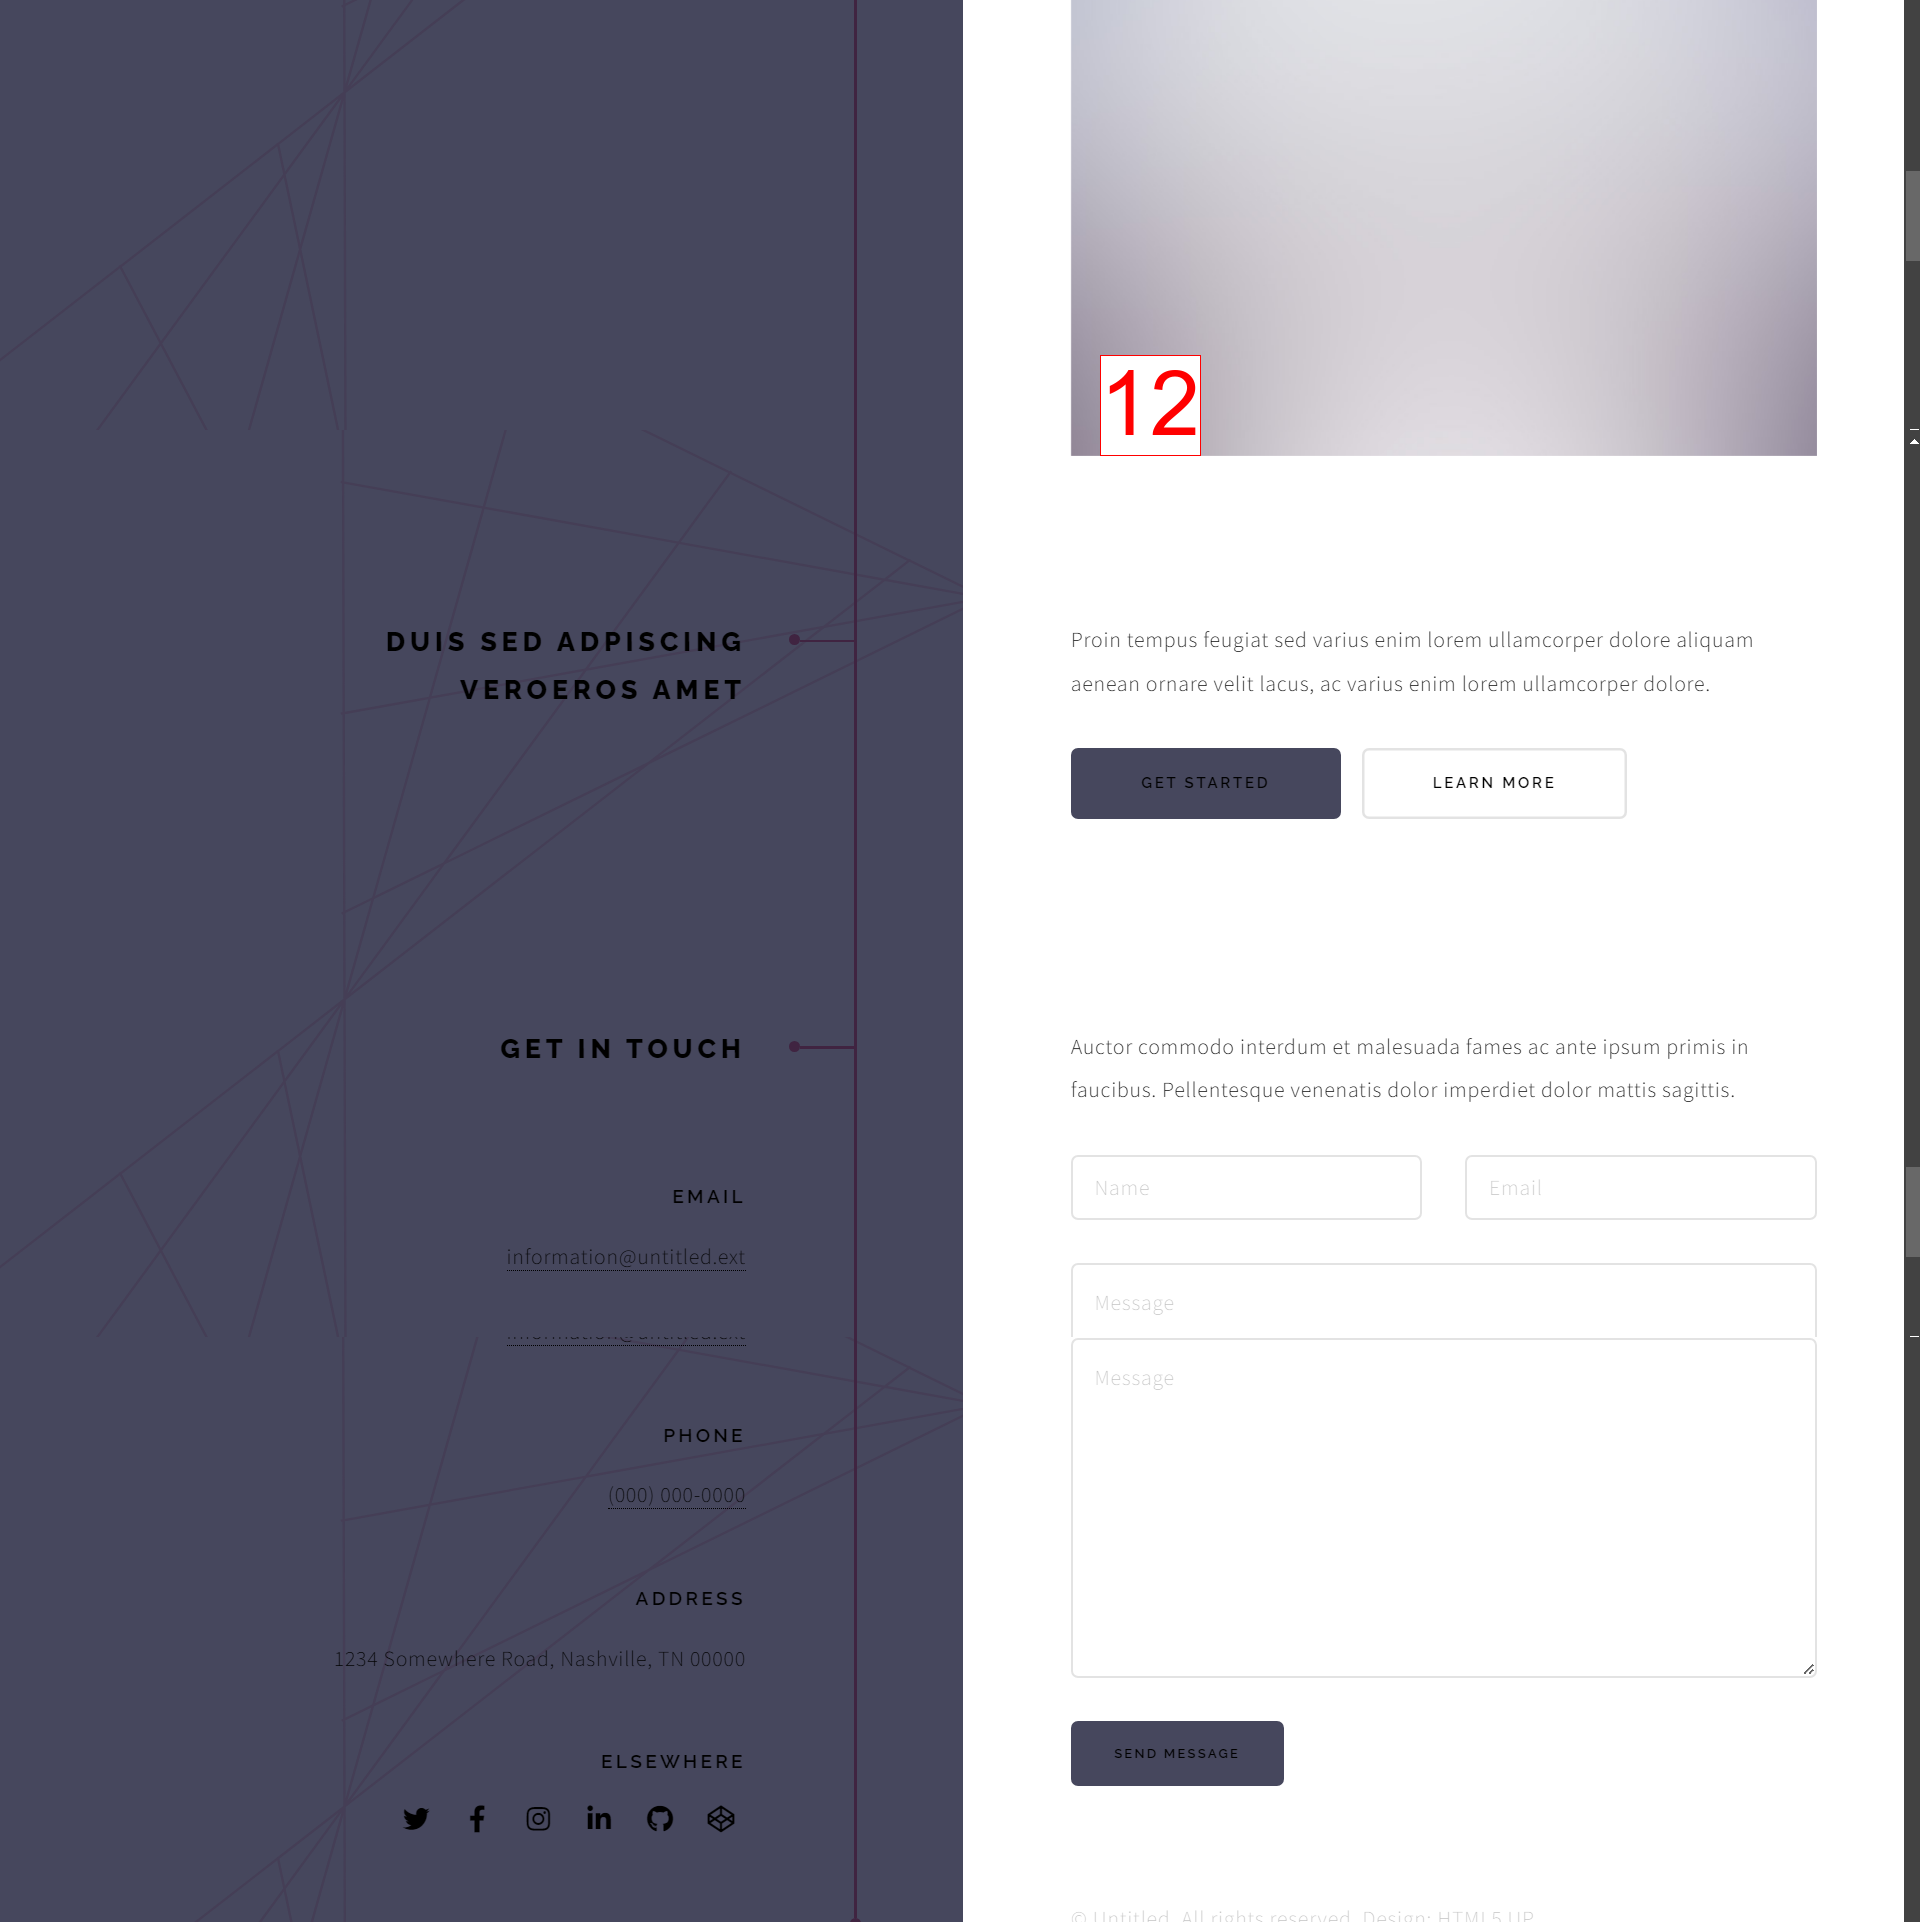 12
DUIS SED ADPISCING
VEROEROS AMET
Proin tempus feugiat sed varius enim lorem ullamcorper dolore aliquam
aenean ornare velit lacus, ac varius enim lorem ullamcorper dolore.
GET STARTED
LEARN MORE
GET IN TOUCH
Auctor commodo interdum et malesuada fames ac ante ipsum primis in
faucibus. Pellentesque venenatis dolor imperdiet dolor mattis sagittis.
Name
Email
EMAIL
information@untitled.ext
Message
information@untitled.ext
Message
PHONE
(000) 000-0000
ADDRESS
1234 Somewhere Road, Nashville, TN 00000
SEND MESSAGE
ELSEWHERE
© Untitled. All rights reserved. Design: HTML5 UP